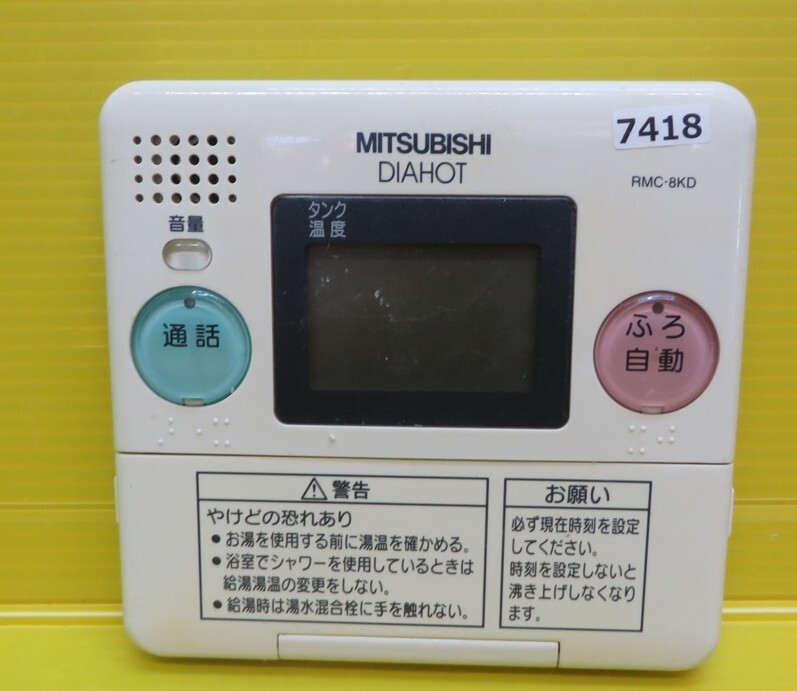 7418
MITSUBISHI
DIAHOT
RMC-8KD
音量
タンク
温度
通話
ふろ
自動
⚠警告
やけどの恐れあり
●お湯を使用する前に湯温を確かめる。
●浴室でシャワーを使用しているときは
給湯湯温の変更をしない。
●給湯時は湯水混合栓に手を触れない。
お願い
必ず現在時刻を設定
してください。
時刻を設定しないと
沸き上げしなくなり
ます。